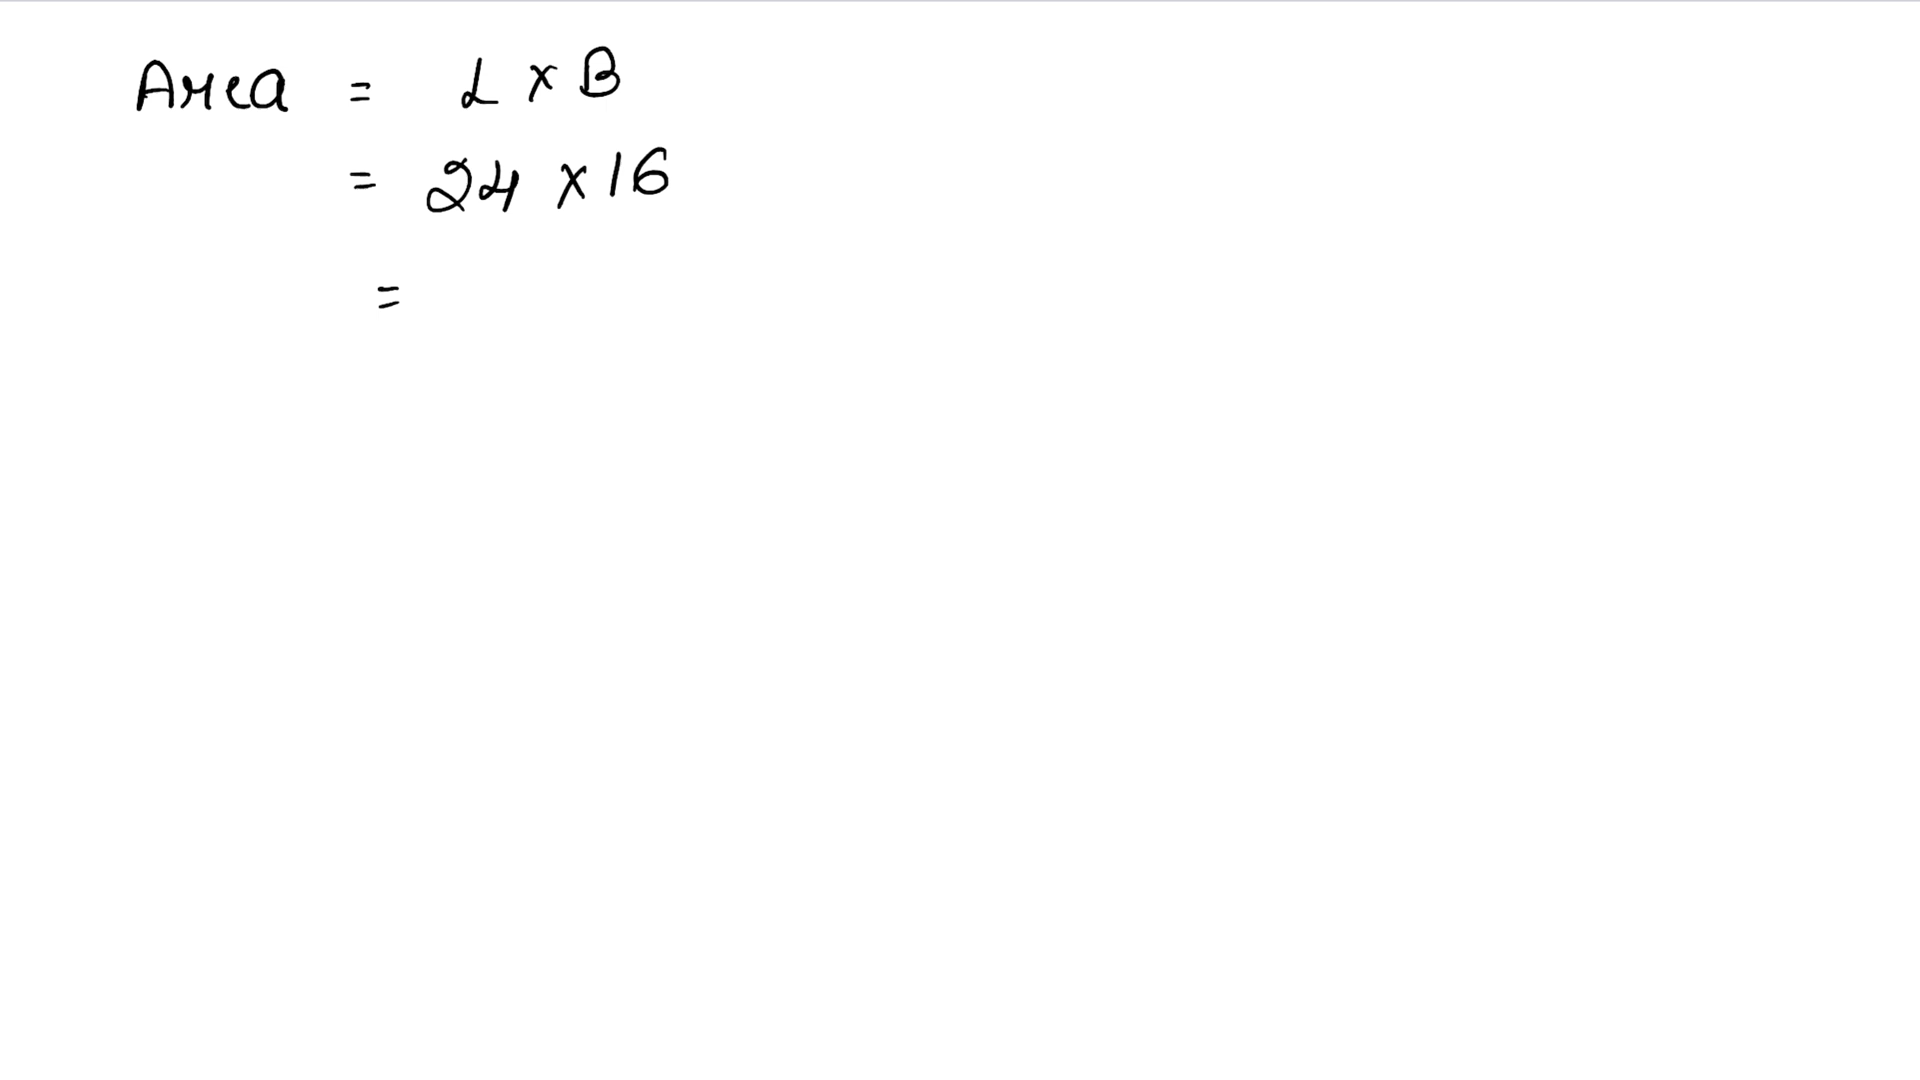 Area = L × B
= 24 × 16
=